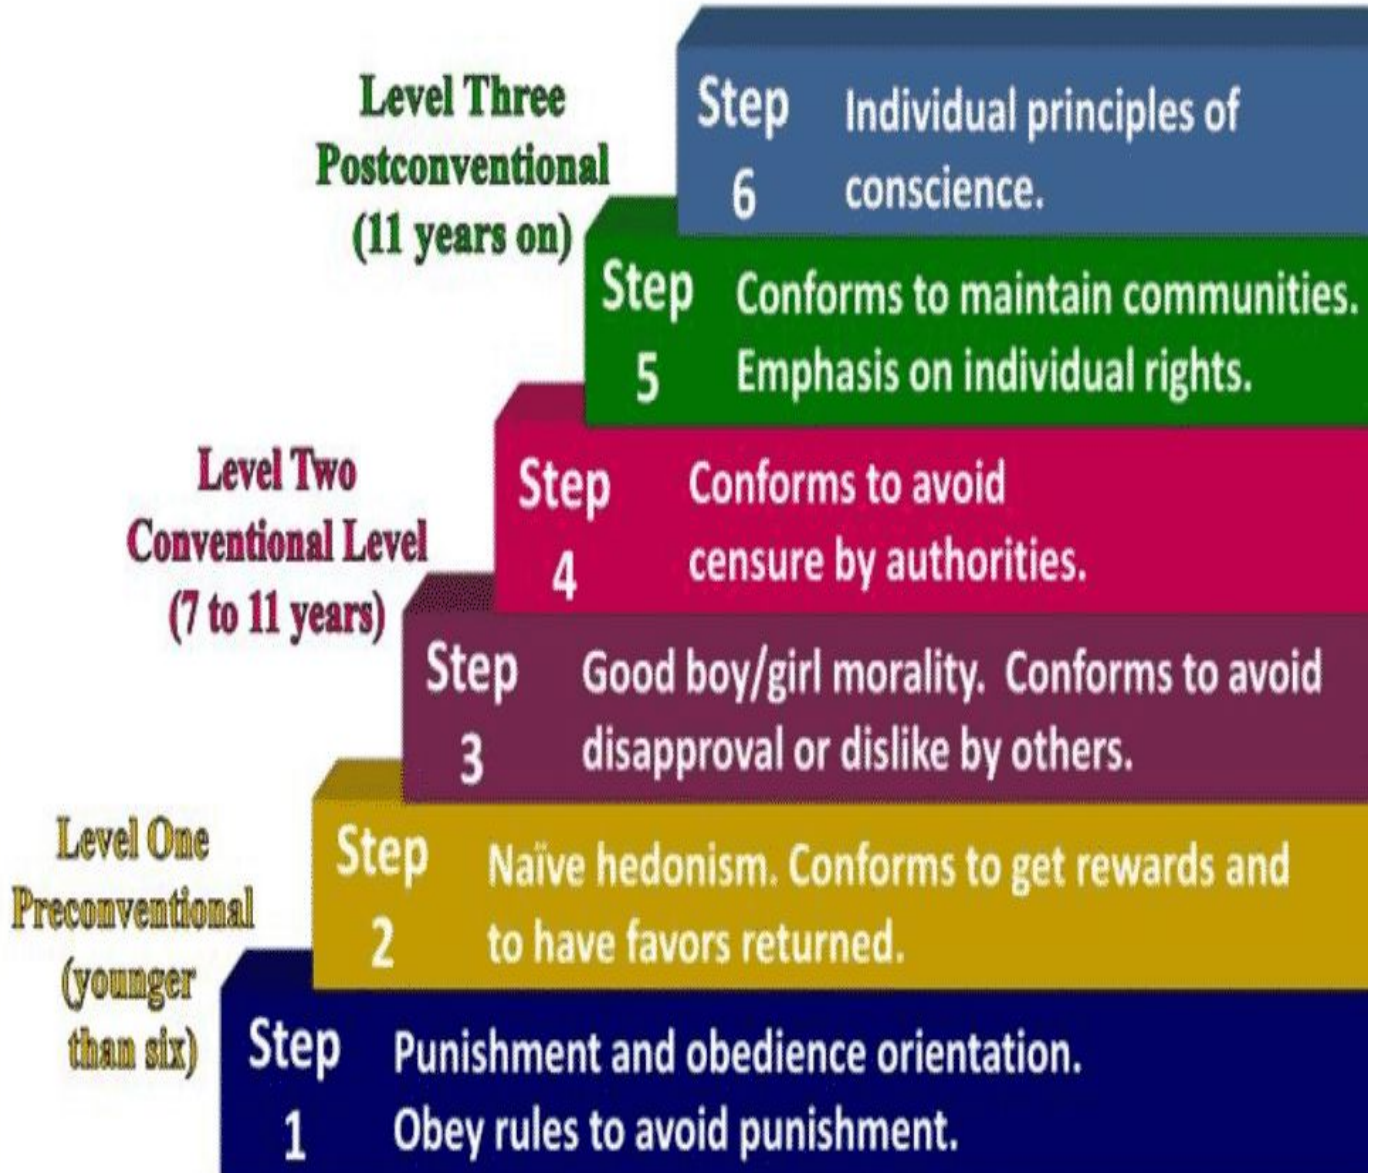 Level Three
Postconventional
(11 years on)
Step
6
Individual principles of
conscience.
Step
5
Conforms to maintain communities.
Emphasis on individual rights.
Level Two
Conventional Level
(7 to 11 years)
Step
4
Conforms to avoid
censure by authorities.
Step
3
Good boy/girl morality.  Conforms to avoid
disapproval or dislike by others.
Level One
Preconventional
(younger
than six)
Step
2
Naïve hedonism. Conforms to get rewards and
to have favors returned.
Step
1
Punishment and obedience orientation.
Obey rules to avoid punishment.